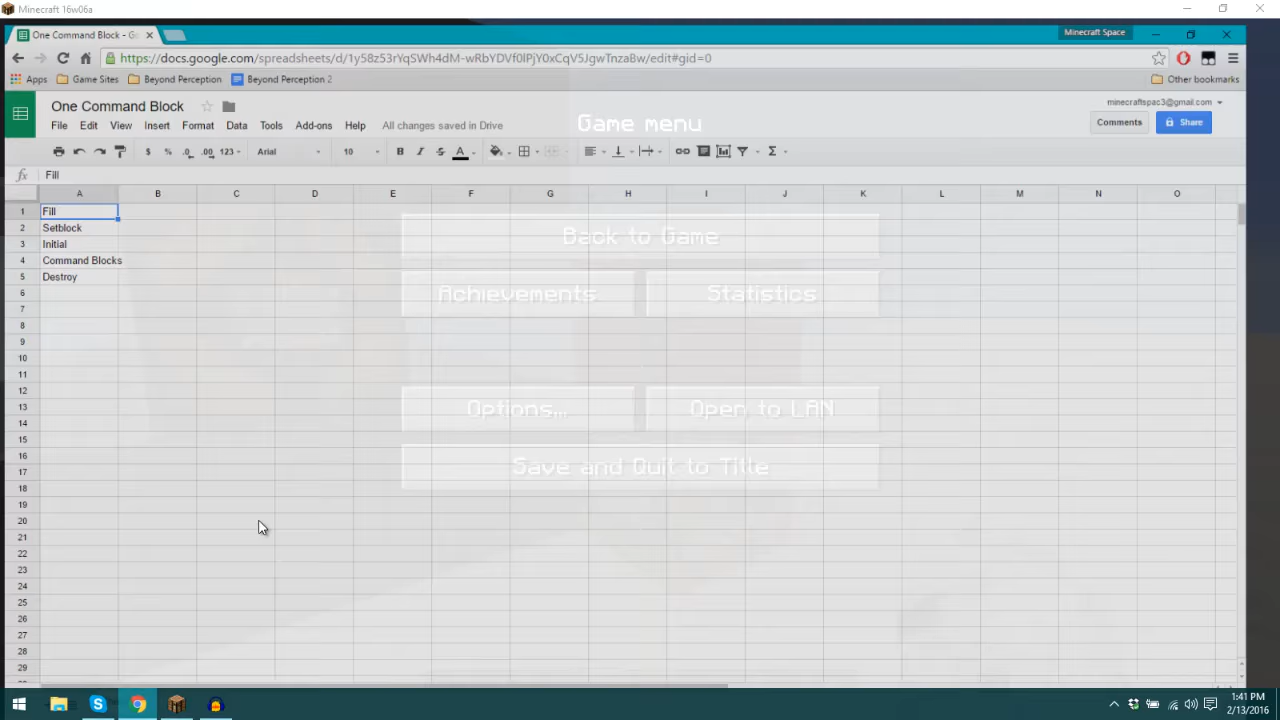 Minecraft 16w06a
One Command Block - Go
Minecraft Space
https://docs.google.com/spreadsheets/d/1y58z53rYqSWh4dM-wRbYDVf0lPjY0xCqV5JgwTnzaBw/edit#gid=0
Apps Game Sites Beyond Perception Beyond Perception 2 Other bookmarks
One Command Block
minecraftspac3@gmail.com
File Edit View Insert Format Data Tools Add-ons Help All changes saved in Drive
Comments Share
$ % .0 .00 123 Arial 10 B I S A Σ
fx Fill
Game menu
A B C D E F G H I J K L M N O
1 Fill
2 Setblock
3 Initial
4 Command Blocks
5 Destroy
6
7
8
9
10
11
12
13
14
15
16
17
18
19
20
21
22
23
24
25
26
27
28
29
Back to Game
Achievements Statistics
Options... Open to LAN
Save and Quit to Title
1:41 PM
2/13/2016